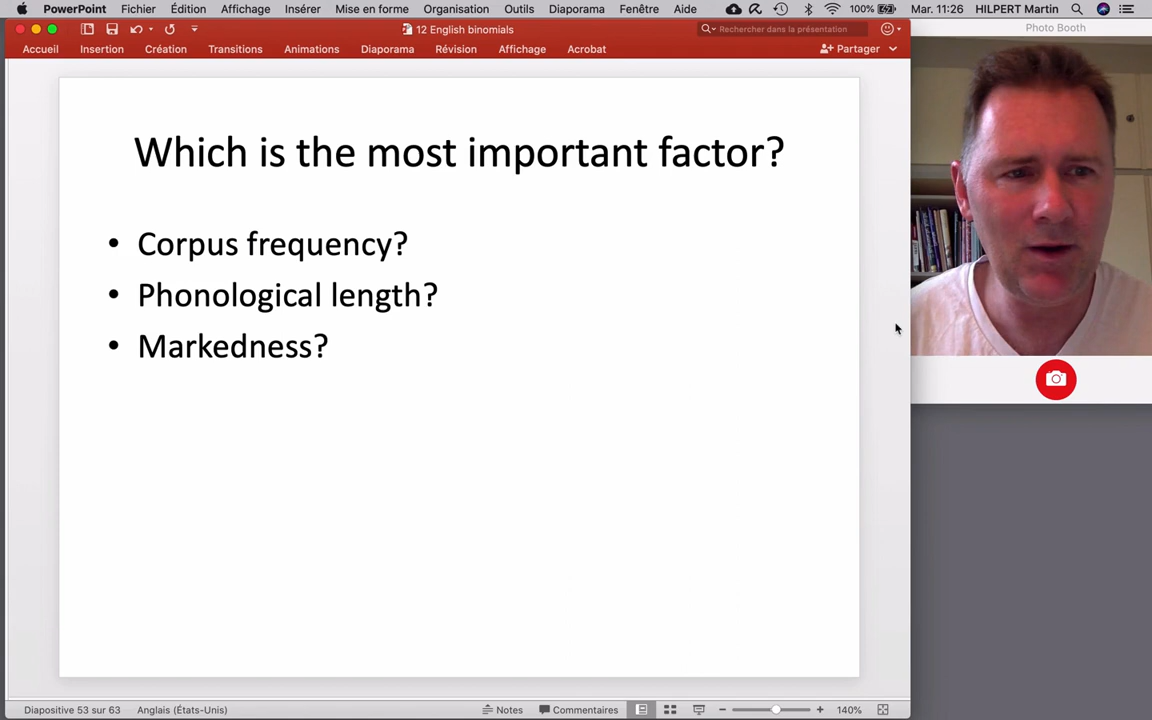 PowerPoint Fichier Édition Affichage Insérer Mise en forme Organisation Outils Diaporama Fenêtre Aide 100% Mar. 11:26 HILPERT Martin
12 English binomials
Rechercher dans la présentation
Photo Booth
Accueil Insertion Création Transitions Animations Diaporama Révision Affichage Acrobat Partager
Which is the most important factor?
• Corpus frequency?
• Phonological length?
• Markedness?
Diapositive 53 sur 63 Anglais (États-Unis) Notes Commentaires 140%